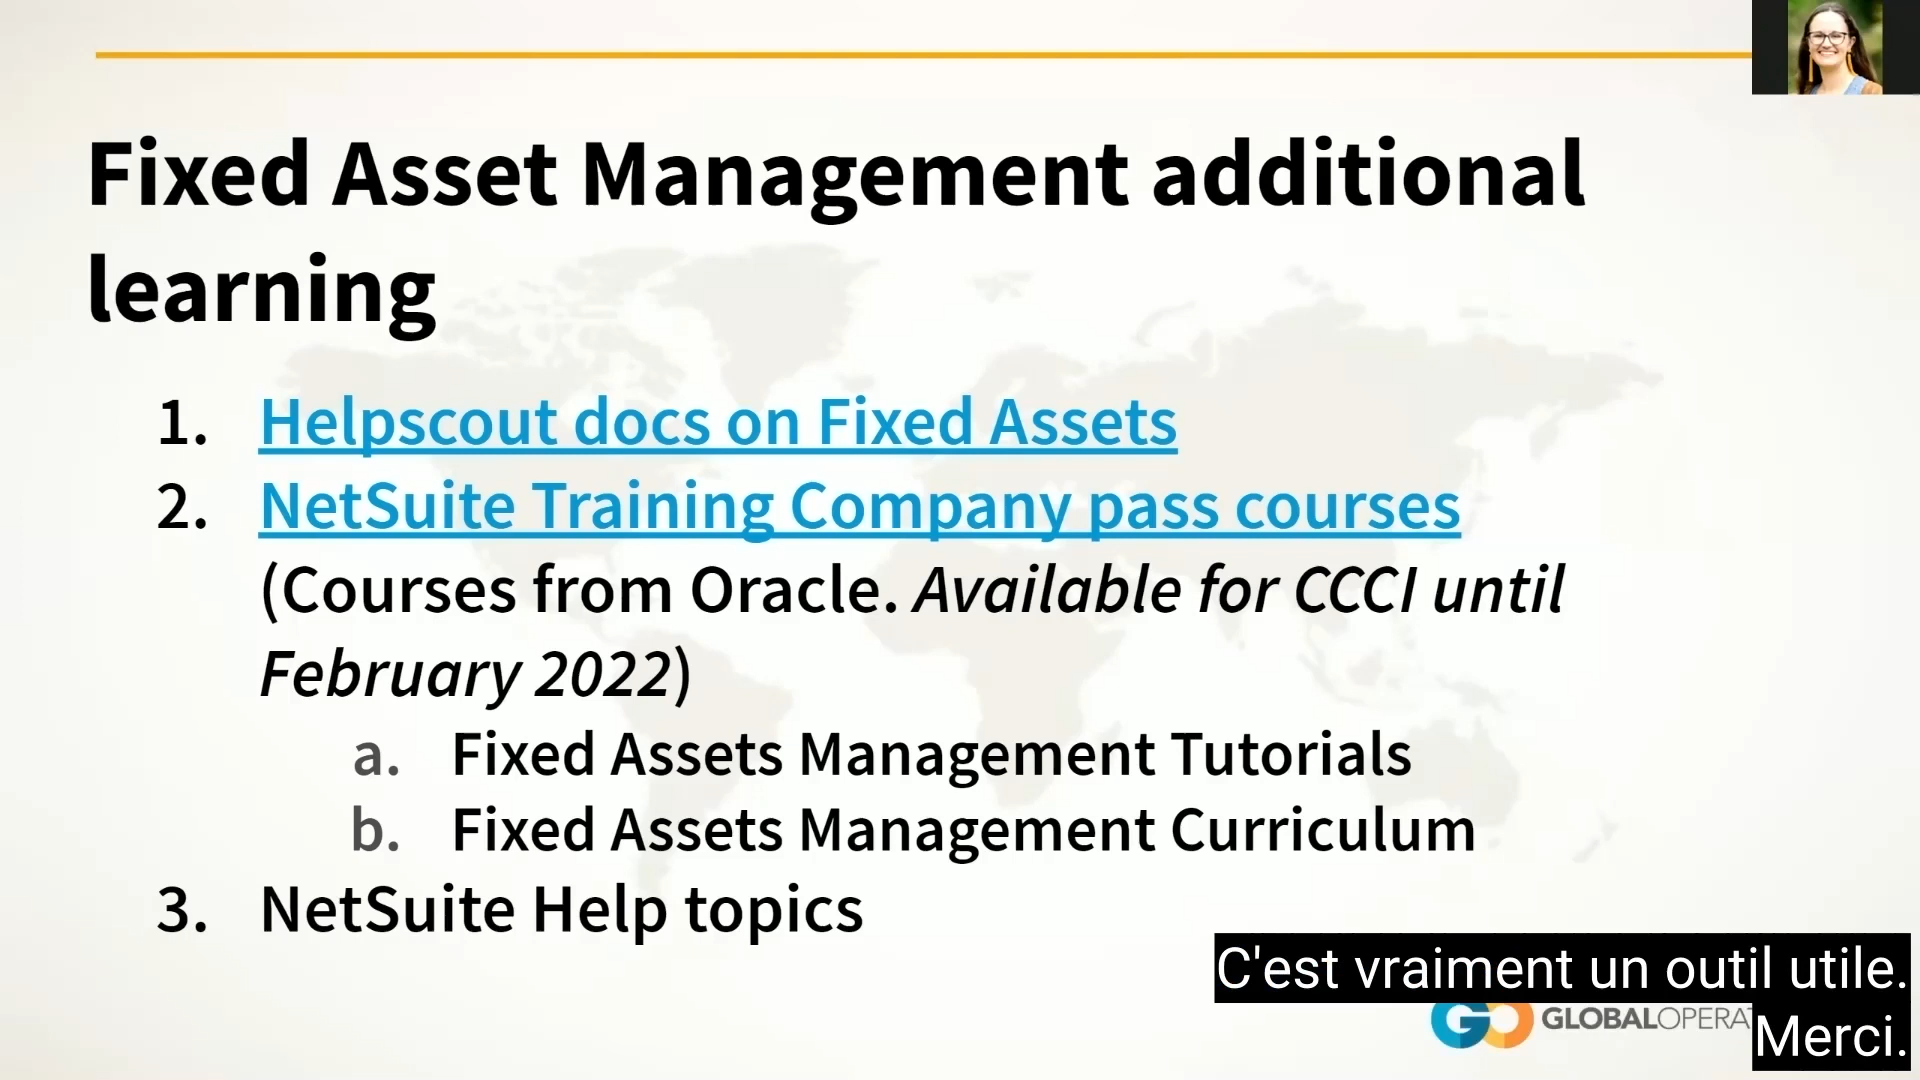 Fixed Asset Management additional
learning
1. Helpscout docs on Fixed Assets
2. NetSuite Training Company pass courses
(Courses from Oracle. Available for CCCI until
February 2022)
a. Fixed Assets Management Tutorials
b. Fixed Assets Management Curriculum
3. NetSuite Help topics
C'est vraiment un outil utile.
GO GLOBALOPERAT
Merci.